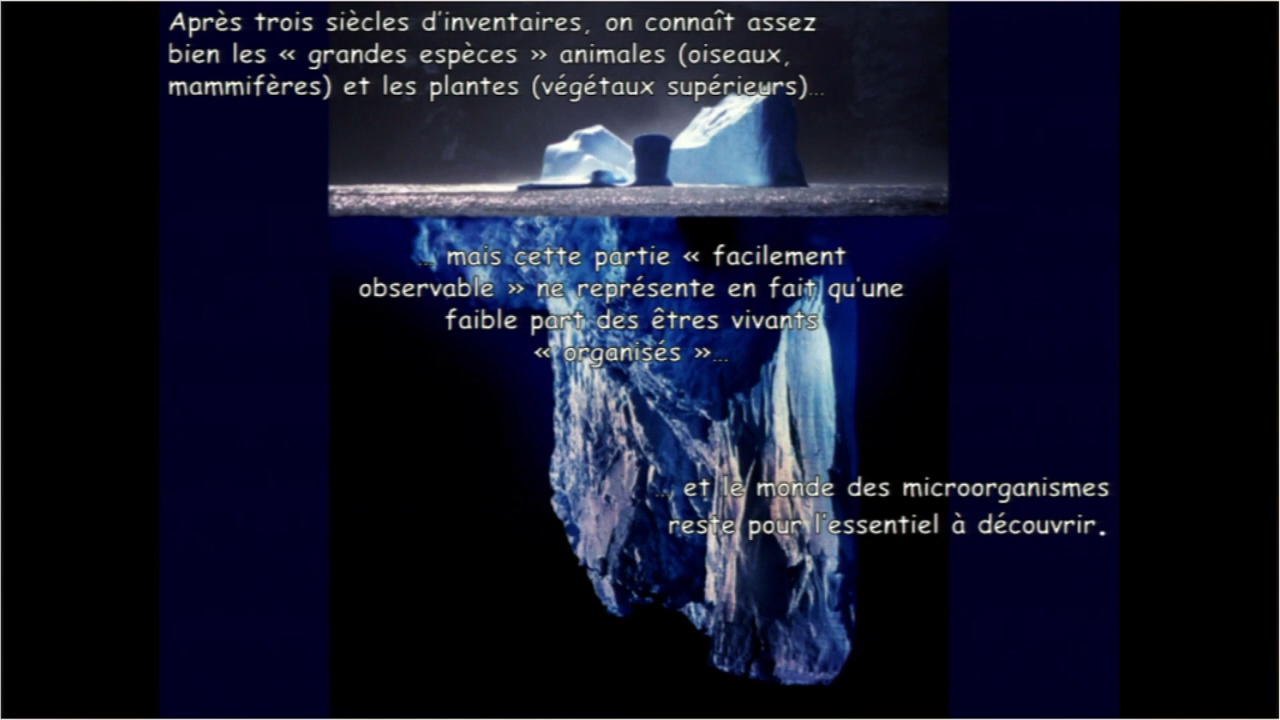 Après trois siècles d'inventaires, on connaît assez
bien les « grandes espèces » animales (oiseaux,
mammifères) et les plantes (végétaux supérieurs)...
... mais cette partie « facilement
observable » ne représente en fait qu'une
faible part des êtres vivants
« organisés »...
... et le monde des microorganismes
reste pour l'essentiel à découvrir.